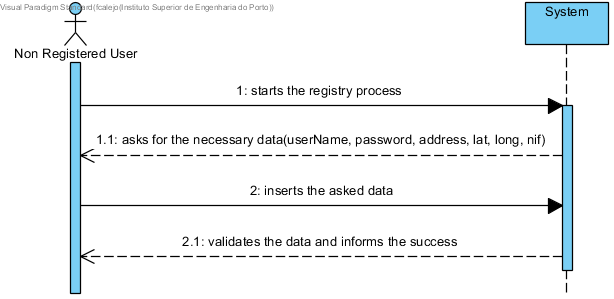 Visual Paradigm Standard(fcalejo(Instituto Superior de Engenharia do Porto))
System
Non Registered User
1: starts the registry process
1.1: asks for the necessary data(userName, password, address, lat, long, nif)
2: inserts the asked data
2.1: validates the data and informs the success